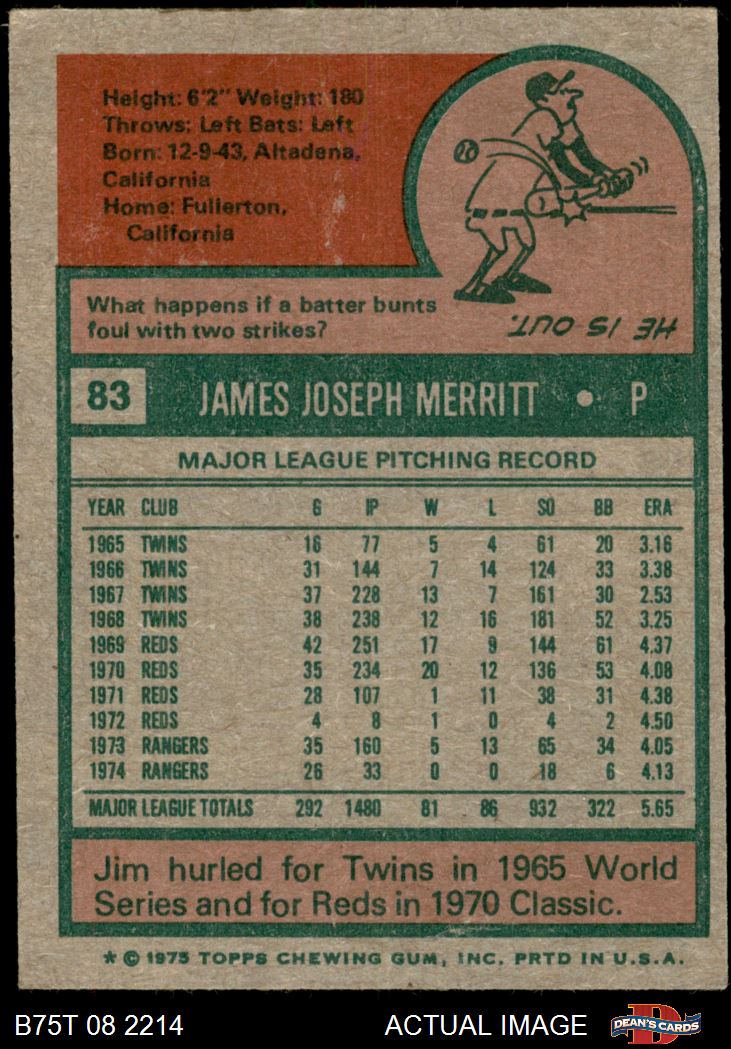 Height: 6'2" Weight: 180
Throws: Left Bats: Left
Born: 12-9-43, Altadena,
California
Home: Fullerton,
California
What happens if a batter bunts
foul with two strikes?
HE IS OUT.
83 JAMES JOSEPH MERRITT • P
MAJOR LEAGUE PITCHING RECORD
YEAR CLUB G IP W L SO BB ERA
1965 TWINS 16 77 5 4 61 20 3.16
1966 TWINS 31 144 7 14 124 33 3.38
1967 TWINS 37 228 13 7 161 30 2.53
1968 TWINS 38 238 12 16 181 52 3.25
1969 REDS 42 251 17 9 144 61 4.37
1970 REDS 35 234 20 12 136 53 4.08
1971 REDS 28 107 1 11 38 31 4.38
1972 REDS 4 8 1 0 4 2 4.50
1973 RANGERS 35 160 5 13 65 34 4.05
1974 RANGERS 26 33 0 0 18 6 4.13
MAJOR LEAGUE TOTALS 292 1480 81 86 932 322 5.65
Jim hurled for Twins in 1965 World
Series and for Reds in 1970 Classic.
* © 1975 TOPPS CHEWING GUM, INC. PRTD IN U.S.A.
B75T 08 2214 ACTUAL IMAGE DEAN'S CARDS